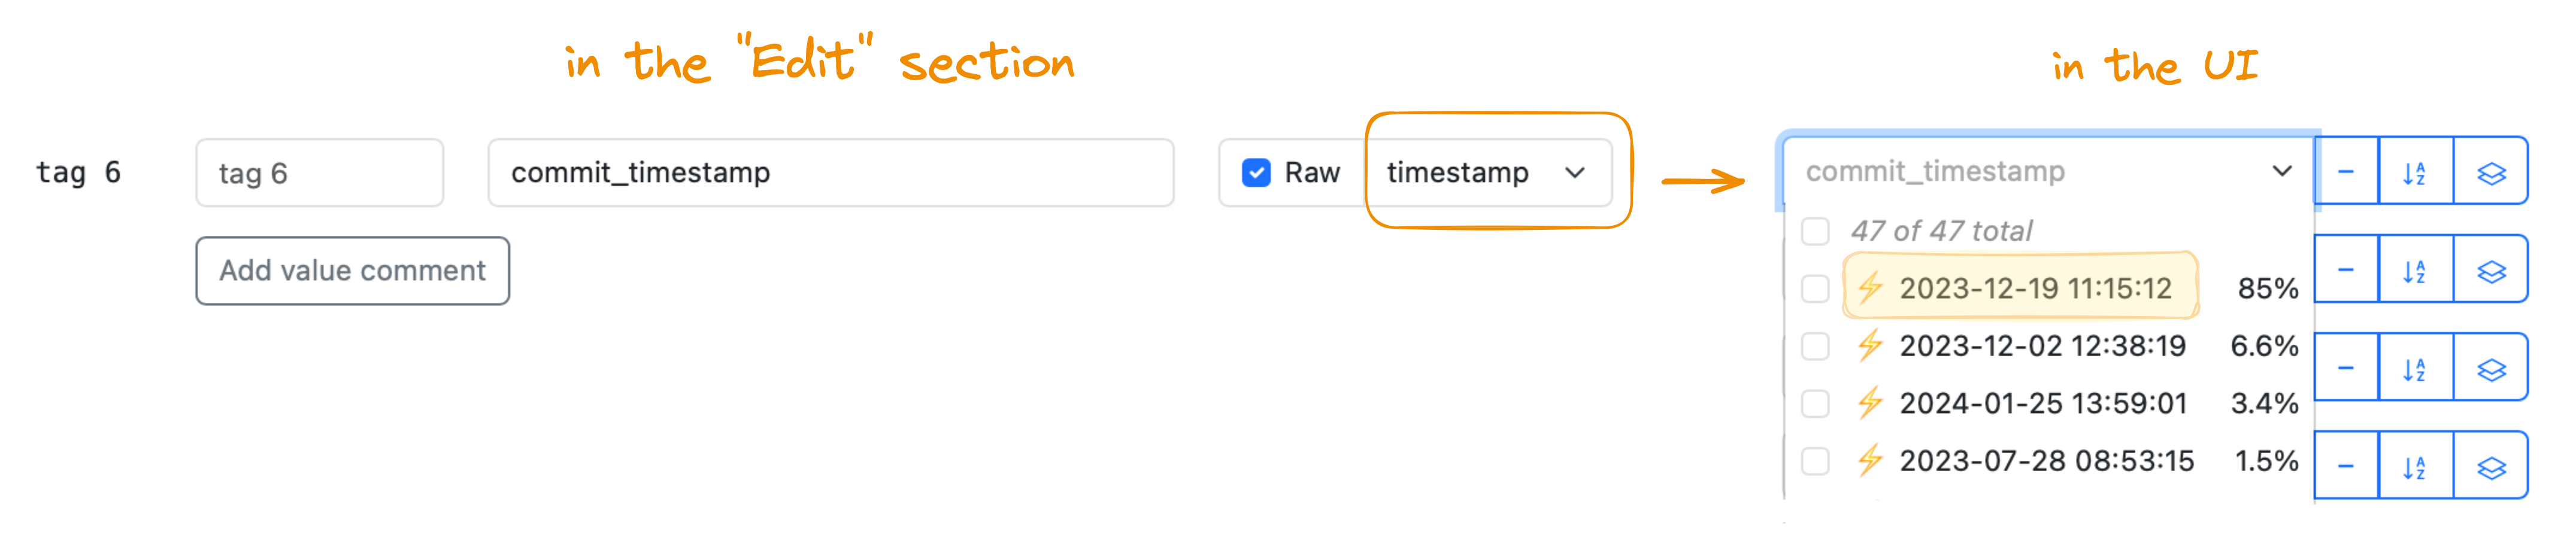 in the "Edit" section
in the UI
tag 6
tag 6
commit_timestamp
Raw
timestamp
commit_timestamp
Add value comment
47 of 47 total
2023-12-19 11:15:12 85%
2023-12-02 12:38:19 6.6%
2024-01-25 13:59:01 3.4%
2023-07-28 08:53:15 1.5%
A
Z
A
Z
A
Z
A
Z